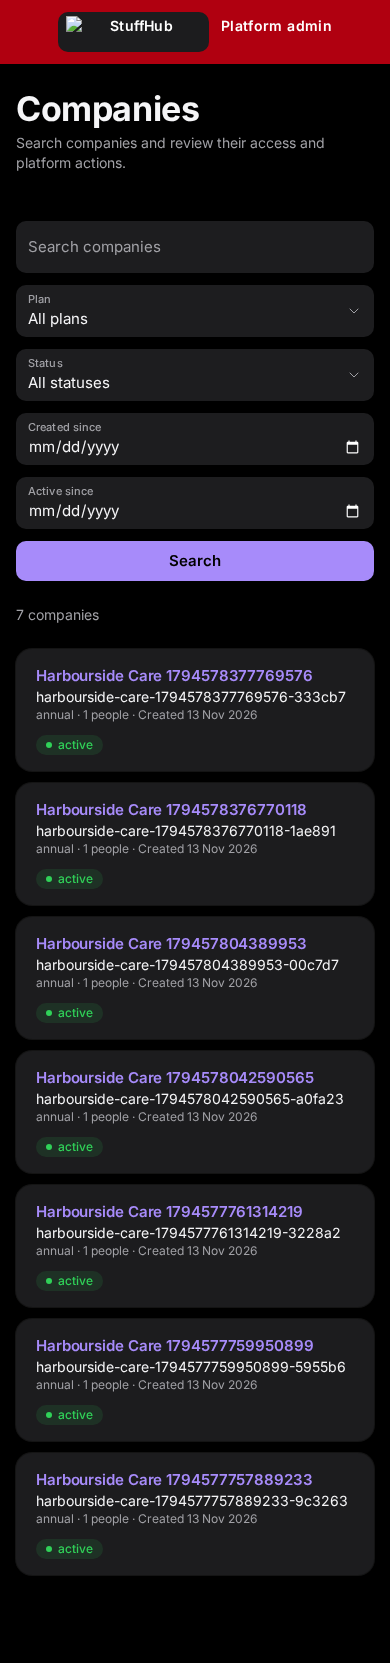 StuffHub Platform admin
Companies
Search companies and review their access and
platform actions.
Search companies
Plan
All plans
Status
All statuses
Created since
mm/dd/yyyy
Active since
mm/dd/yyyy
Search
7 companies
Harbourside Care 1794578377769576
harbourside-care-1794578377769576-333cb7
annual · 1 people · Created 13 Nov 2026
active
Harbourside Care 1794578376770118
harbourside-care-1794578376770118-1ae891
annual · 1 people · Created 13 Nov 2026
active
Harbourside Care 179457804389953
harbourside-care-179457804389953-00c7d7
annual · 1 people · Created 13 Nov 2026
active
Harbourside Care 1794578042590565
harbourside-care-1794578042590565-a0fa23
annual · 1 people · Created 13 Nov 2026
active
Harbourside Care 1794577761314219
harbourside-care-1794577761314219-3228a2
annual · 1 people · Created 13 Nov 2026
active
Harbourside Care 1794577759950899
harbourside-care-1794577759950899-5955b6
annual · 1 people · Created 13 Nov 2026
active
Harbourside Care 1794577757889233
harbourside-care-1794577757889233-9c3263
annual · 1 people · Created 13 Nov 2026
active